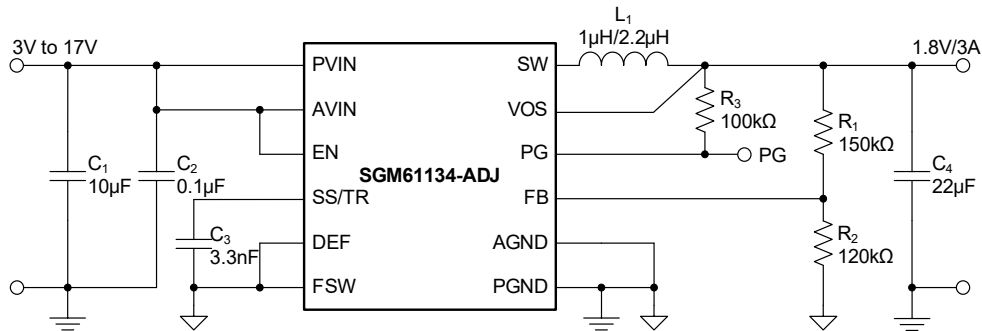 L₁
1μH/2.2μH
3V to 17V
1.8V/3A
PVIN
SW
AVIN
VOS
R₃
100kΩ
R₁
150kΩ
EN
PG
PG
C₁
10μF
C₂
0.1μF
SGM61134-ADJ
C₄
22μF
SS/TR
FB
C₃
3.3nF
DEF
AGND
R₂
120kΩ
FSW
PGND